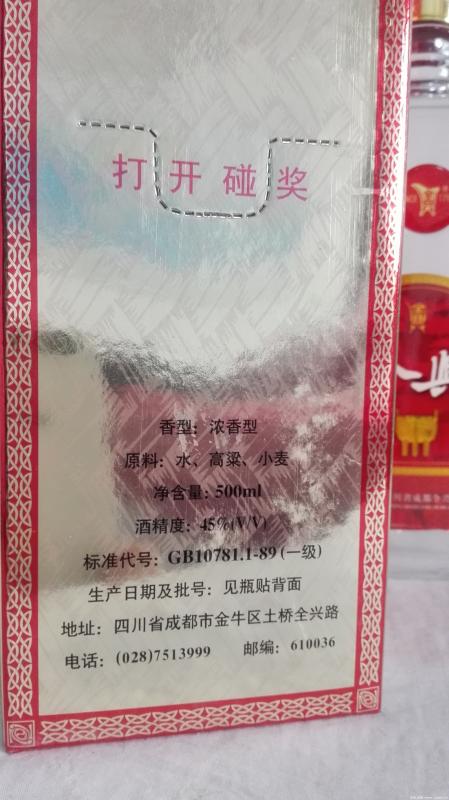 打开碰奖
香型：浓香型
原料：水、高粱、小麦
净含量：500ml
酒精度：45%(V/V)
标准代号：GB10781.1-89(一级)
生产日期及批号：见瓶贴背面
地址：四川省成都市金牛区土桥全兴路
电话：(028)7513999 邮编：610036